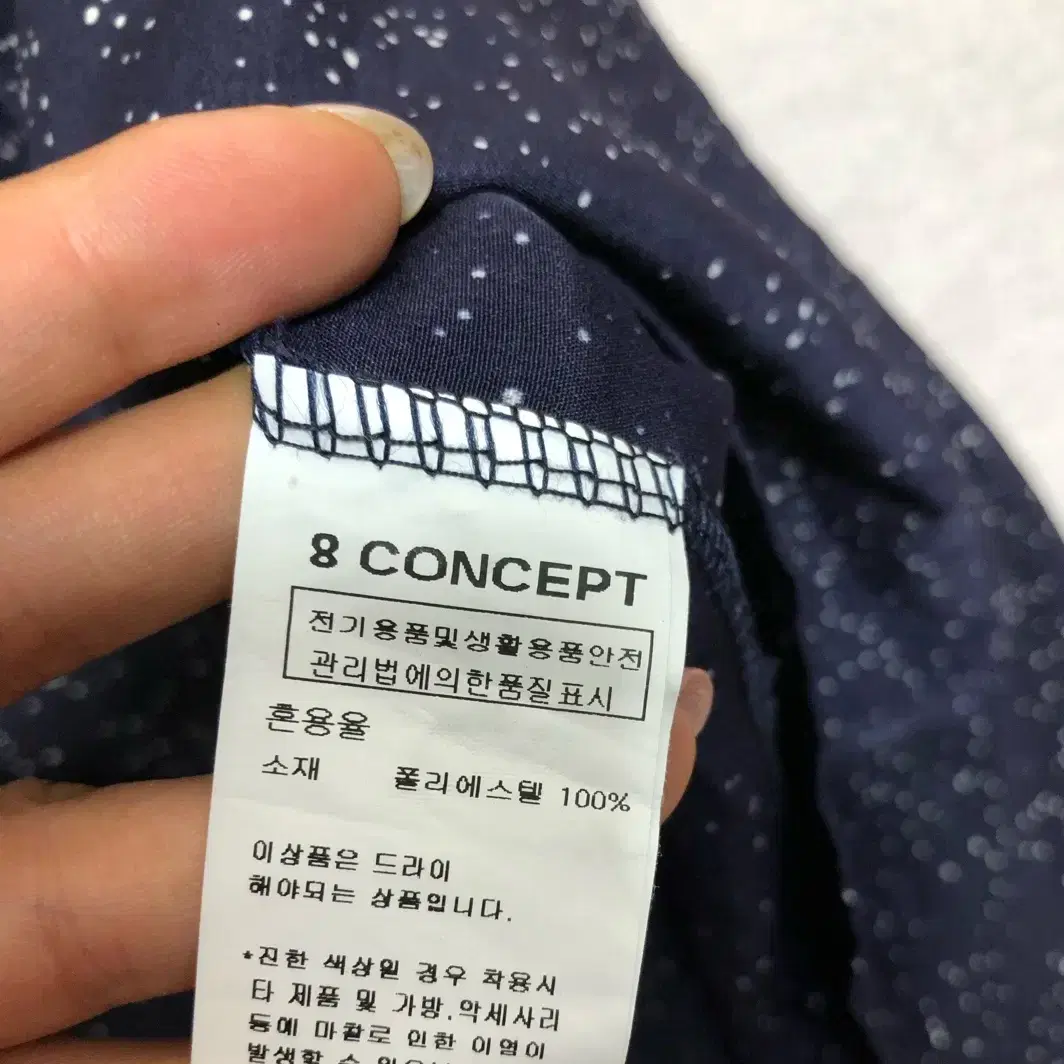 8 CONCEPT
전기용품및생활용품안전
관리법에의한품질표시
혼용율
소재 폴리에스텔 100%
이상품은 드라이
해야되는 상품입니다.
*진한 색상일 경우 착용시
타 제품 및 가방,악세사리
등에 마찰로 인한 이염이
발생할 수